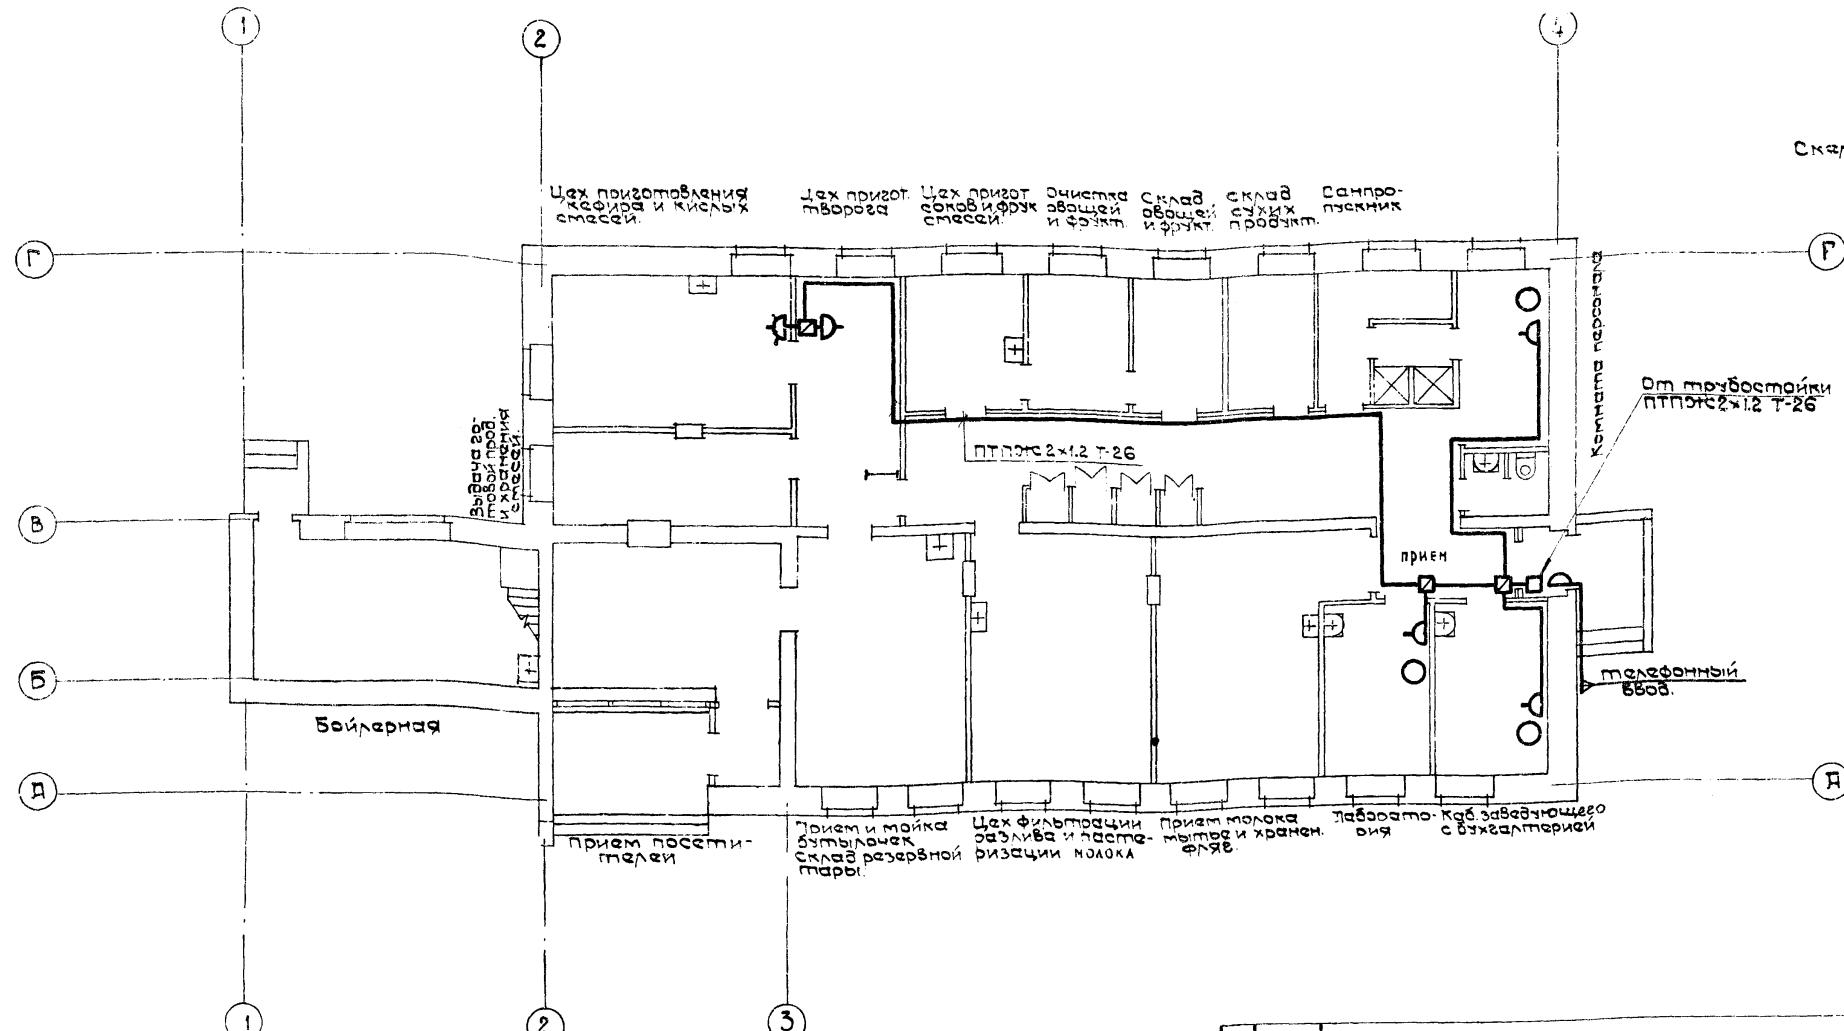 1
2
4
Цех приготовления
кефира и кислых
смесей.
Цех пригот.
творога
Цех пригот
соков и фрук
смесей.
Очистка
овощей
и фрукт.
Склад
овощей
и фрукт.
Склад
сухих
продукт.
Санпро-
пускник
Г
Г
Комната персонала
От трубостойки
ПТПЖ 2×1.2 Т-26
ПТПЖ 2×1.2 Т-26
Выдача го-
товой прод.
и хранения
смесей.
В
прием
Б
телефонный
ввод.
Бойлерная
А
А
Прием посети-
телей
Прием и мойка
бутылочек
Склад резервной
тары.
Цех фильтрации
разлива и пасте-
ризации молока
Прием молока
мытье и хранен.
фляг.
Лаборато-
рия
Каб. заведующего
с бухгалтерией
1
2
3